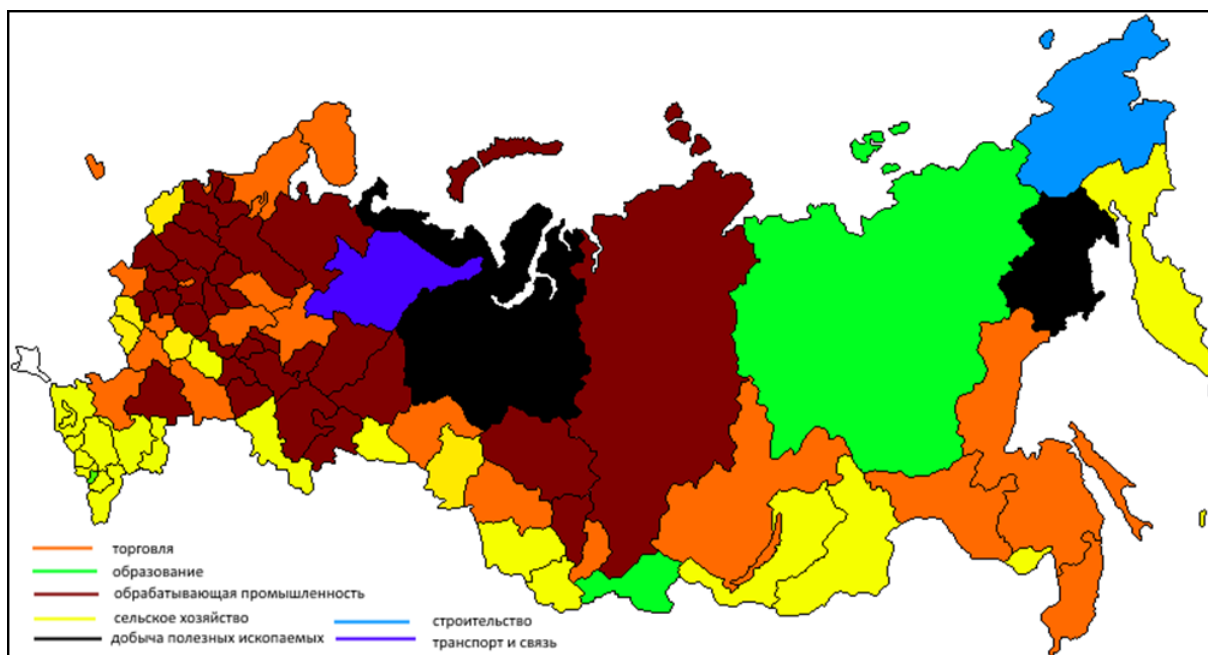 торговля
образование
обрабатывающая промышленность
сельское хозяйство
добыча полезных ископаемых
строительство
транспорт и связь